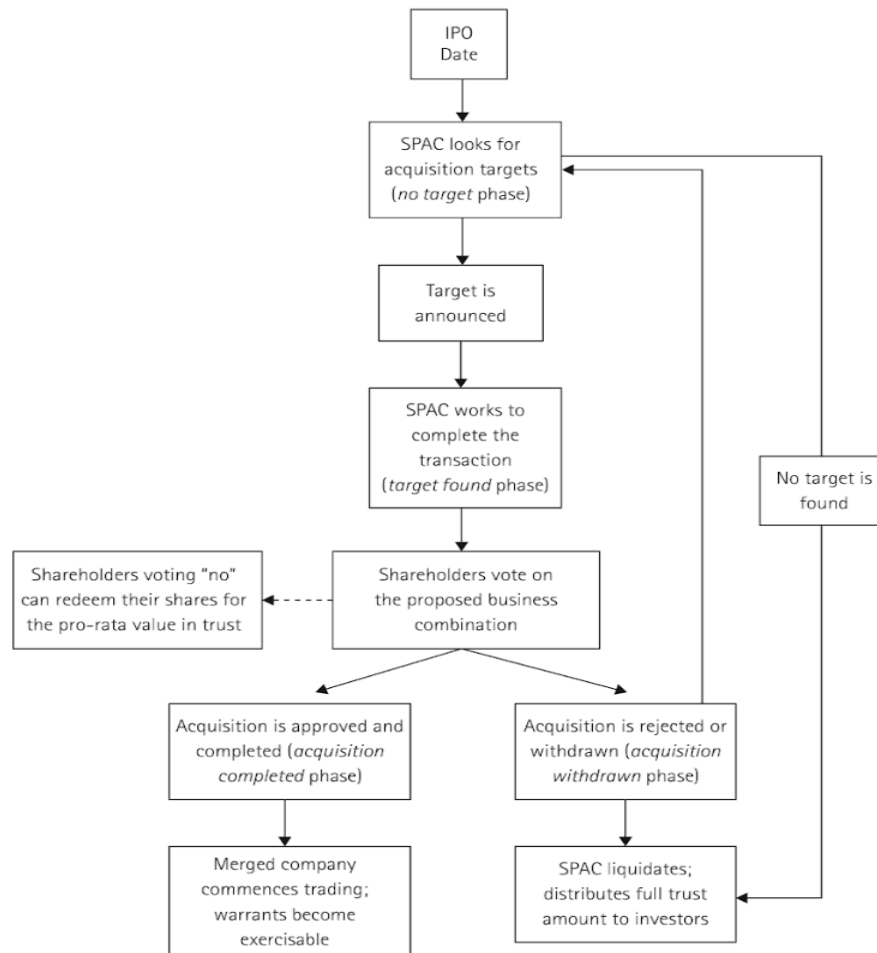 IPO
Date
SPAC looks for
acquisition targets
(no target phase)
Target is
announced
SPAC works to
complete the
transaction
(target found phase)
No target is
found
Shareholders voting "no"
can redeem their shares for
the pro-rata value in trust
Shareholders vote on
the proposed business
combination
Acquisition is approved and
completed (acquisition
completed phase)
Acquisition is rejected or
withdrawn (acquisition
withdrawn phase)
Merged company
commences trading;
warrants become
exercisable
SPAC liquidates;
distributes full trust
amount to investors